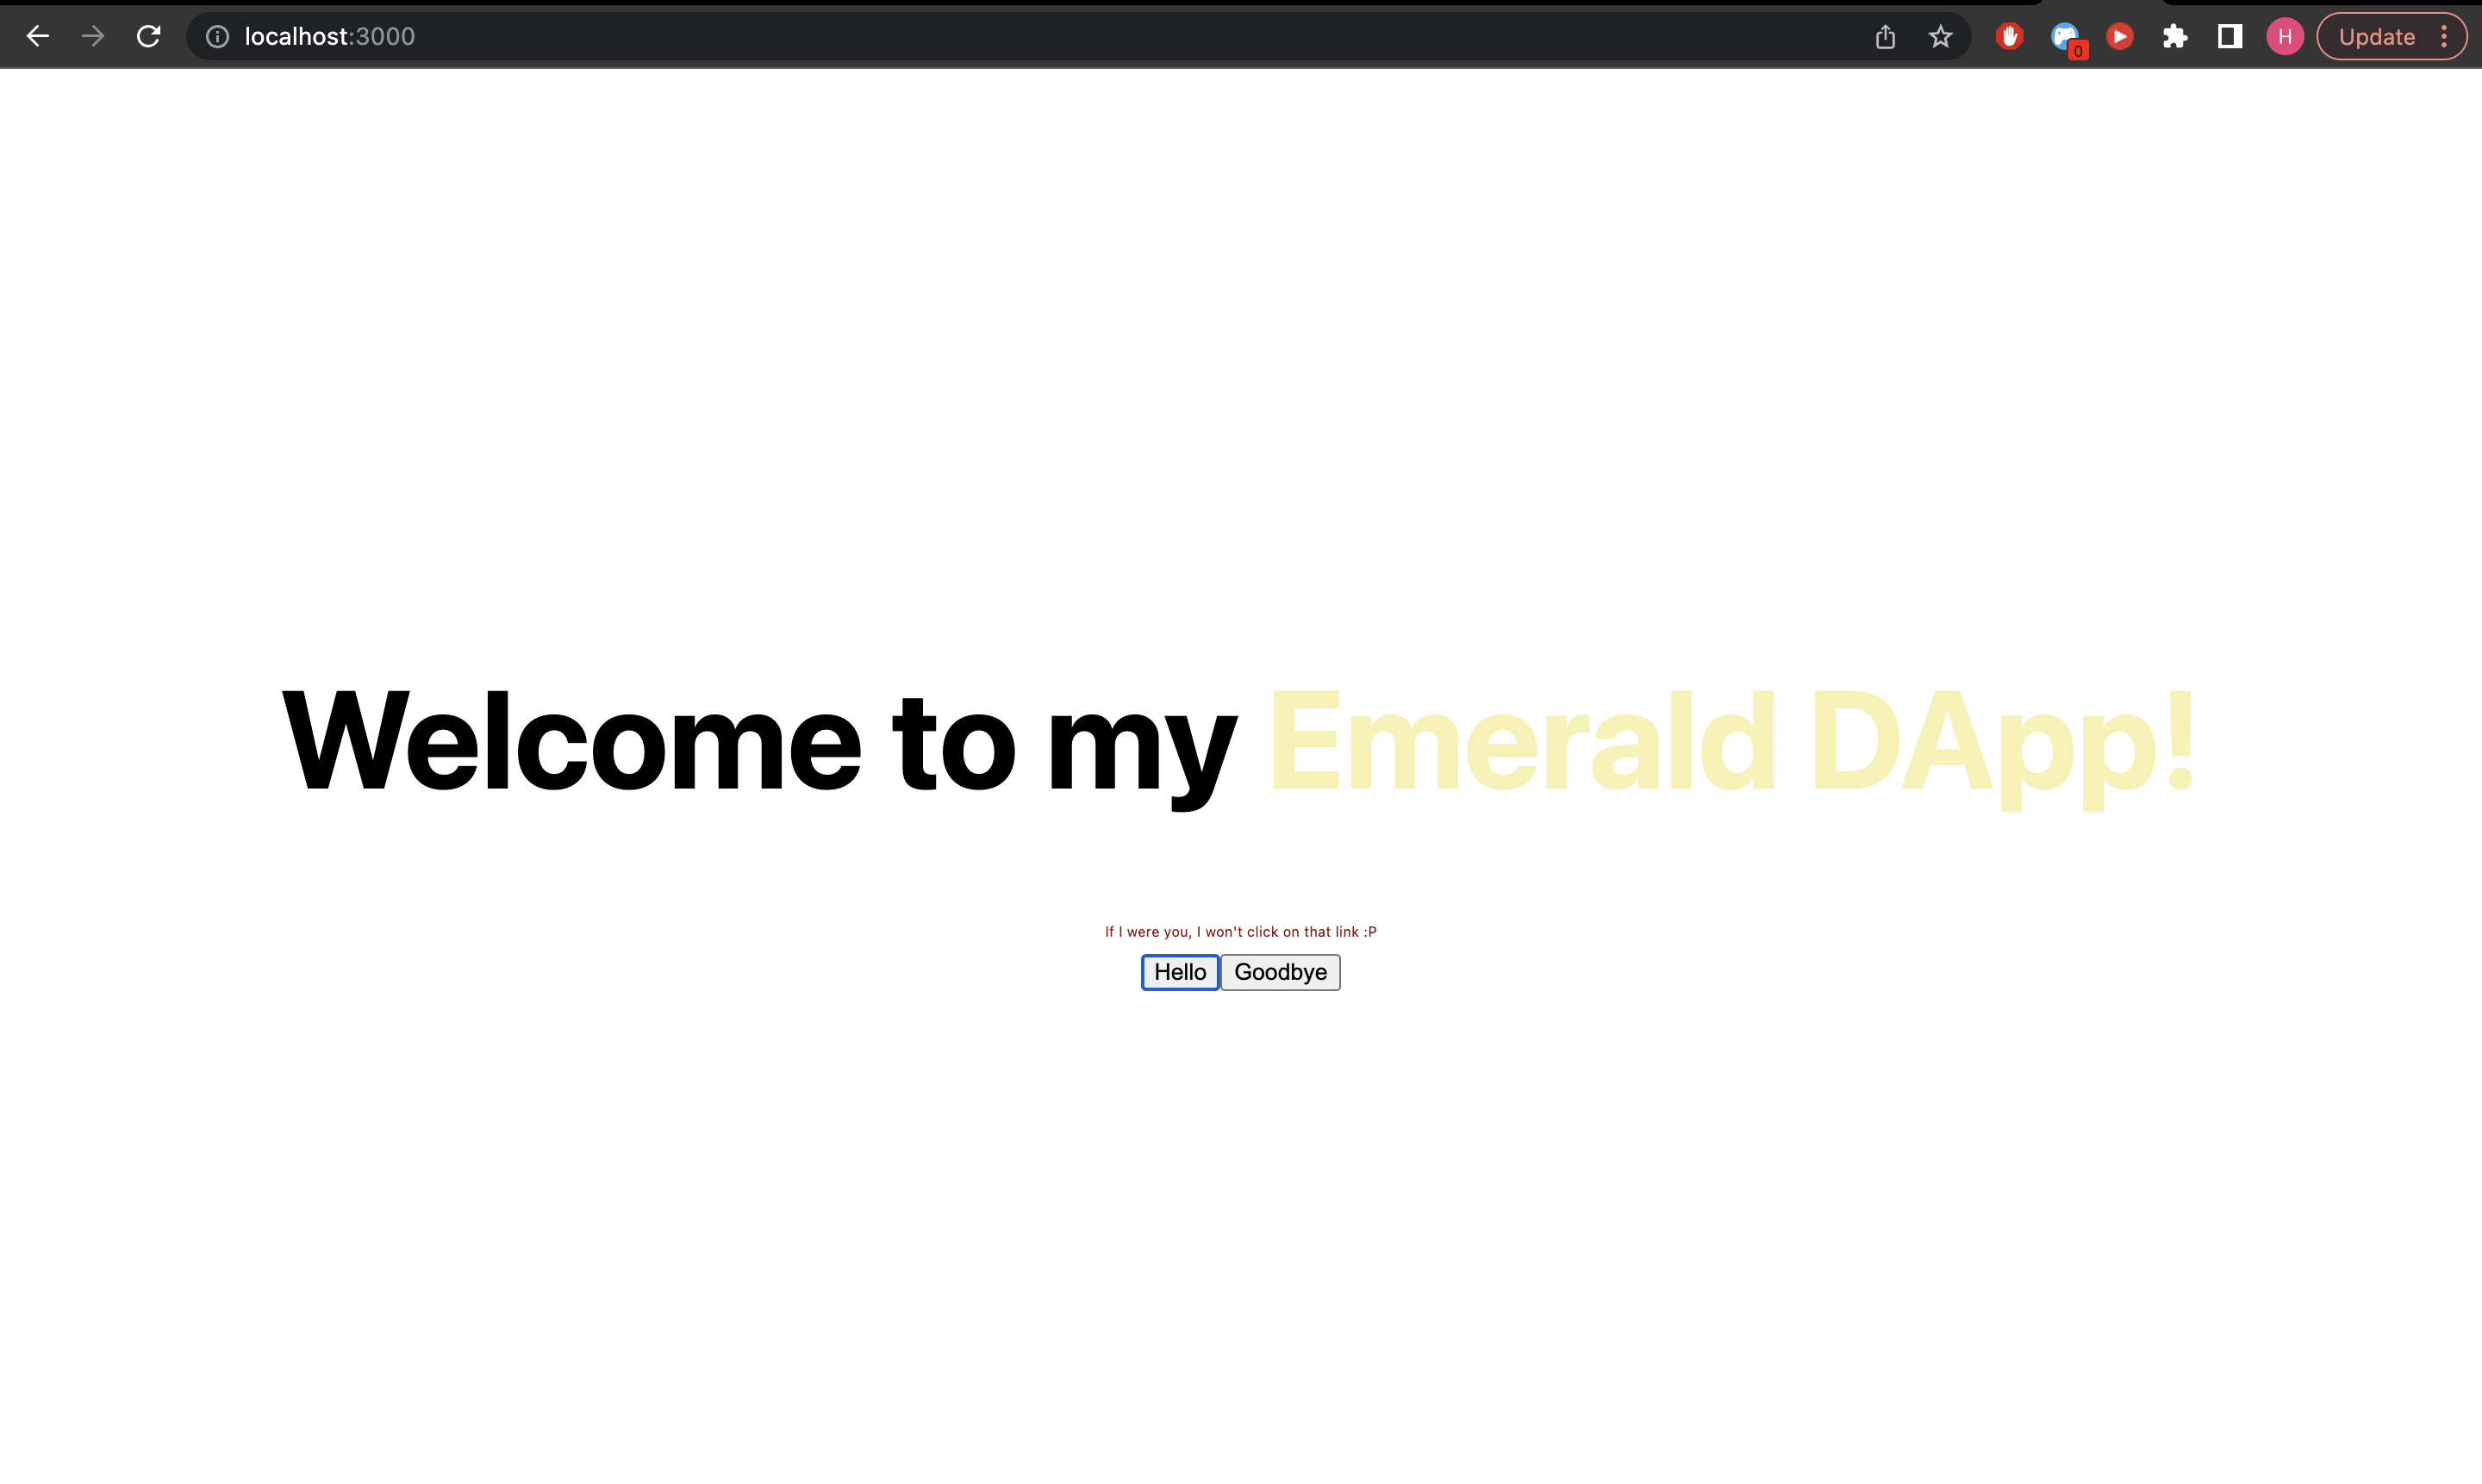 localhost:3000
0
H
Update
Welcome to my Emerald DApp!
If I were you, I won't click on that link :P
Hello Goodbye